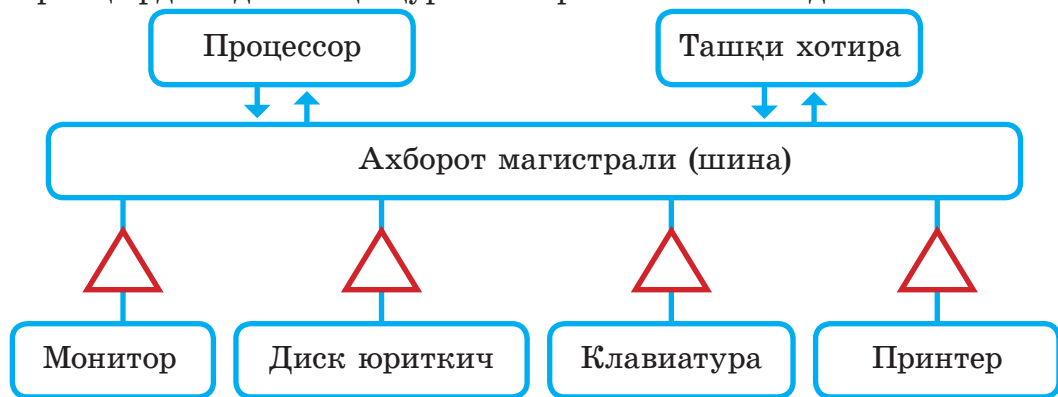 Процессор
Ташқи хотира
Ахборот магистрали (шина)
Монитор
Диск юриткич
Клавиатура
Принтер